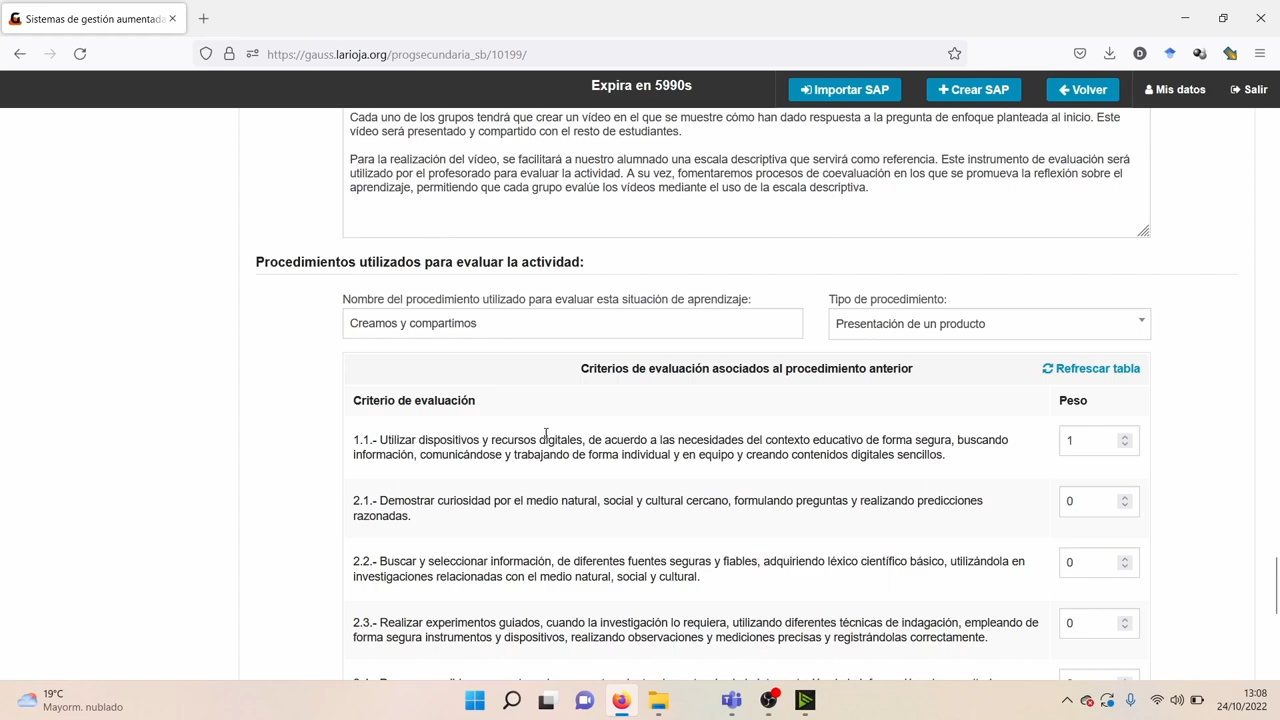 Sistemas de gestión aumentada
https://gauss.larioja.org/progsecundaria_sb/10199/
Expira en 5990s
Importar SAP
Crear SAP
Volver
Mis datos
Salir
Cada uno de los grupos tendrá que crear un vídeo en el que se muestre cómo han dado respuesta a la pregunta de enfoque planteada al inicio. Este
vídeo será presentado y compartido con el resto de estudiantes.
Para la realización del vídeo, se facilitará a nuestro alumnado una escala descriptiva que servirá como referencia. Este instrumento de evaluación será
utilizado por el profesorado para evaluar la actividad. A su vez, fomentaremos procesos de coevaluación en los que se promueva la reflexión sobre el
aprendizaje, permitiendo que cada grupo evalúe los vídeos mediante el uso de la escala descriptiva.
Procedimientos utilizados para evaluar la actividad:
Nombre del procedimiento utilizado para evaluar esta situación de aprendizaje:
Tipo de procedimiento:
Creamos y compartimos
Presentación de un producto
Criterios de evaluación asociados al procedimiento anterior
Refrescar tabla
Criterio de evaluación
Peso
1.1.- Utilizar dispositivos y recursos digitales, de acuerdo a las necesidades del contexto educativo de forma segura, buscando
información, comunicándose y trabajando de forma individual y en equipo y creando contenidos digitales sencillos.
1
2.1.- Demostrar curiosidad por el medio natural, social y cultural cercano, formulando preguntas y realizando predicciones
razonadas.
0
2.2.- Buscar y seleccionar información, de diferentes fuentes seguras y fiables, adquiriendo léxico científico básico, utilizándola en
investigaciones relacionadas con el medio natural, social y cultural.
0
2.3.- Realizar experimentos guiados, cuando la investigación lo requiera, utilizando diferentes técnicas de indagación, empleando de
forma segura instrumentos y dispositivos, realizando observaciones y mediciones precisas y registrándolas correctamente.
0
19°C
Mayorm. nublado
13:08
24/10/2022